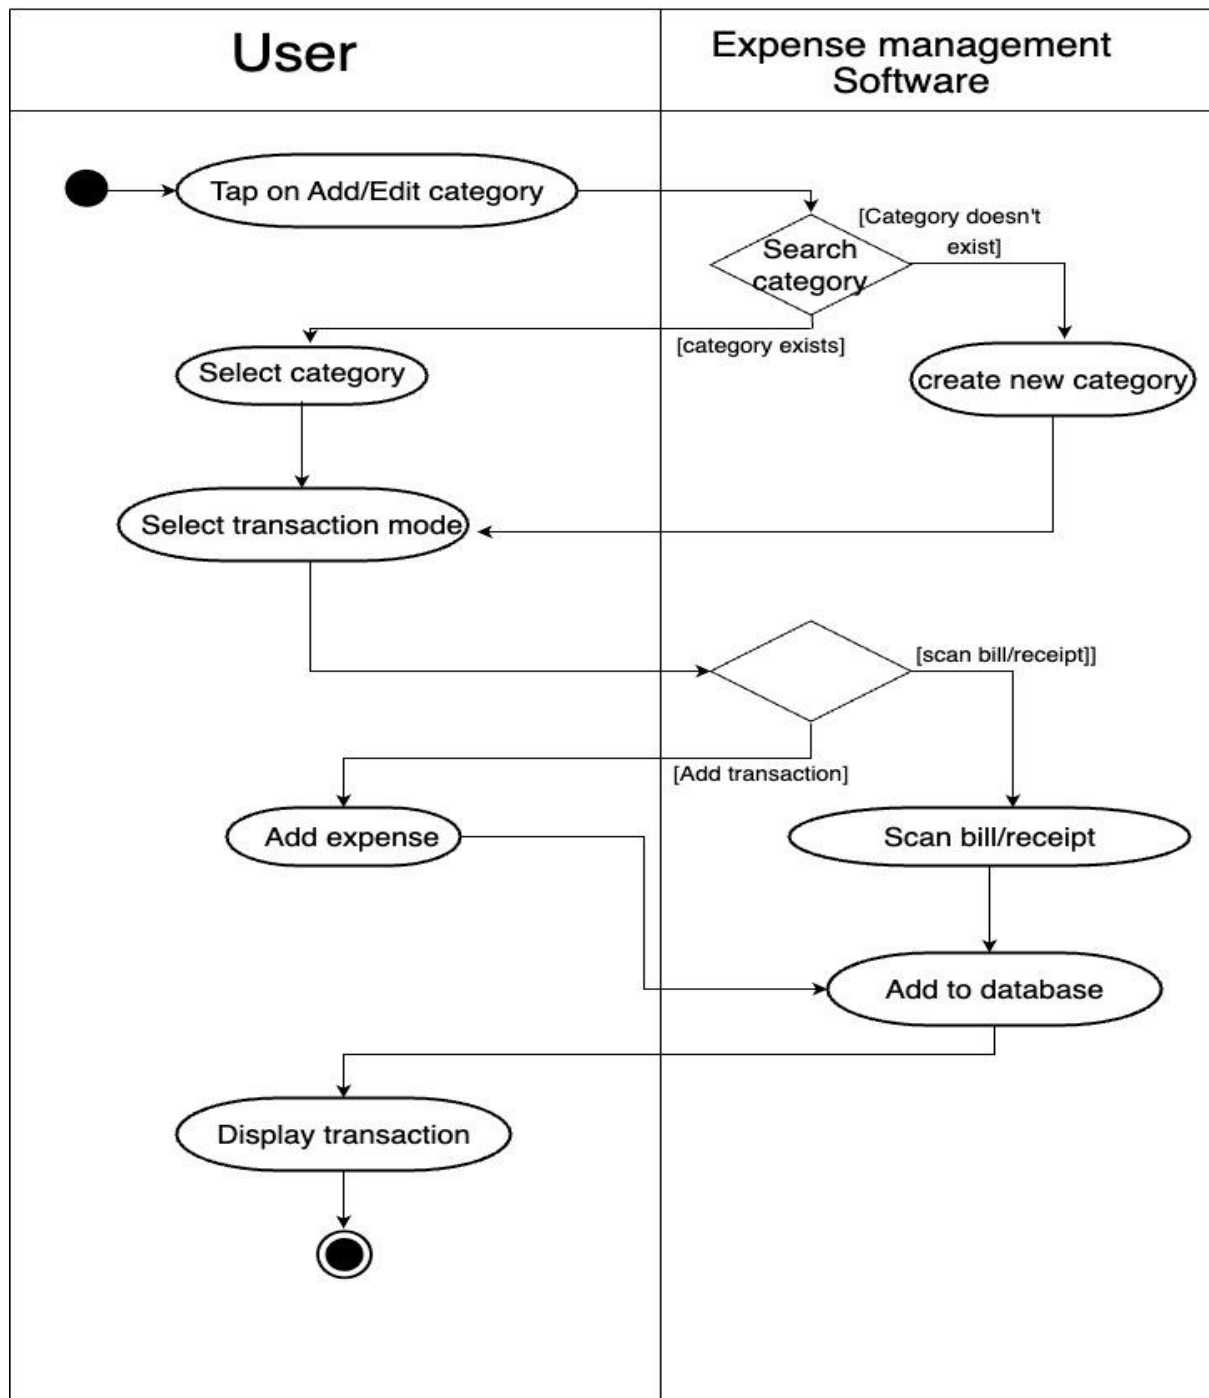 User
Expense management
Software
Tap on Add/Edit category
[Category doesn't
exist]
Search
category
[category exists]
Select category
create new category
Select transaction mode
[scan bill/receipt]]
[Add transaction]
Add expense
Scan bill/receipt
Add to database
Display transaction